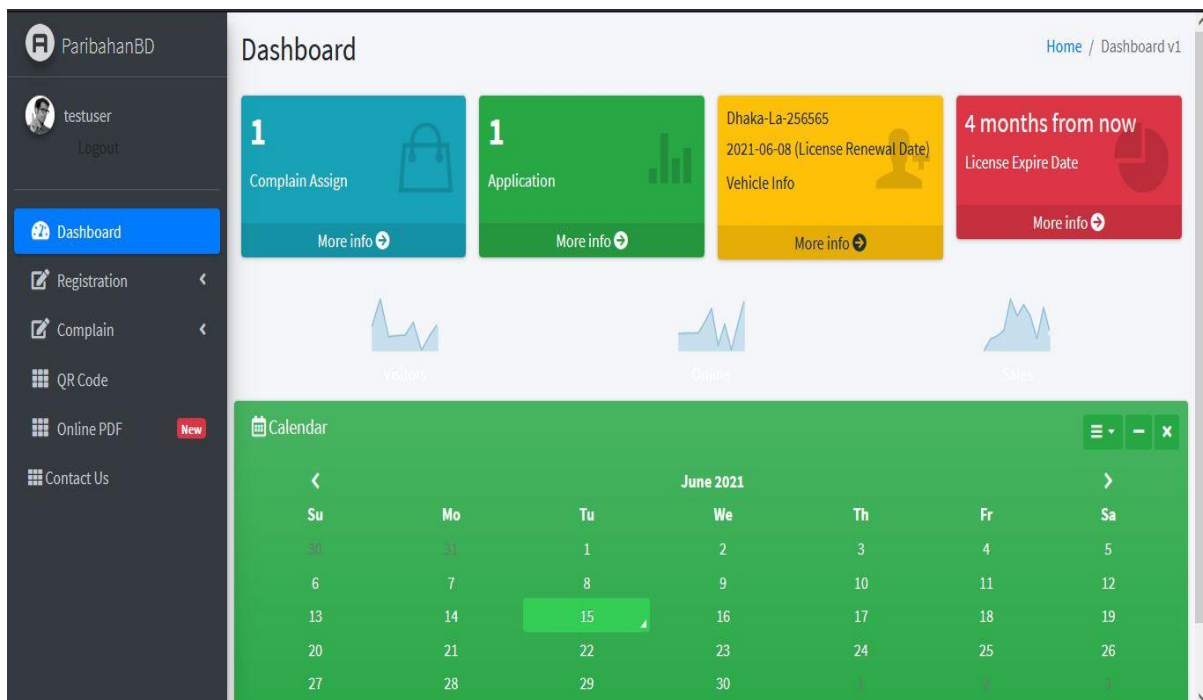 ParibahanBD
testuser
Logout
Dashboard
Registration
Complain
QR Code
Online PDF New
Contact Us
Dashboard
Home / Dashboard v1
1
Complain Assign
More info
1
Application
More info
Dhaka-La-256565
2021-06-08 (License Renewal Date)
Vehicle Info
More info
4 months from now
License Expire Date
More info
Visitors Online Sales
Calendar
June 2021
Su Mo Tu We Th Fr Sa
30 31 1 2 3 4 5
6 7 8 9 10 11 12
13 14 15 16 17 18 19
20 21 22 23 24 25 26
27 28 29 30 1 2 3